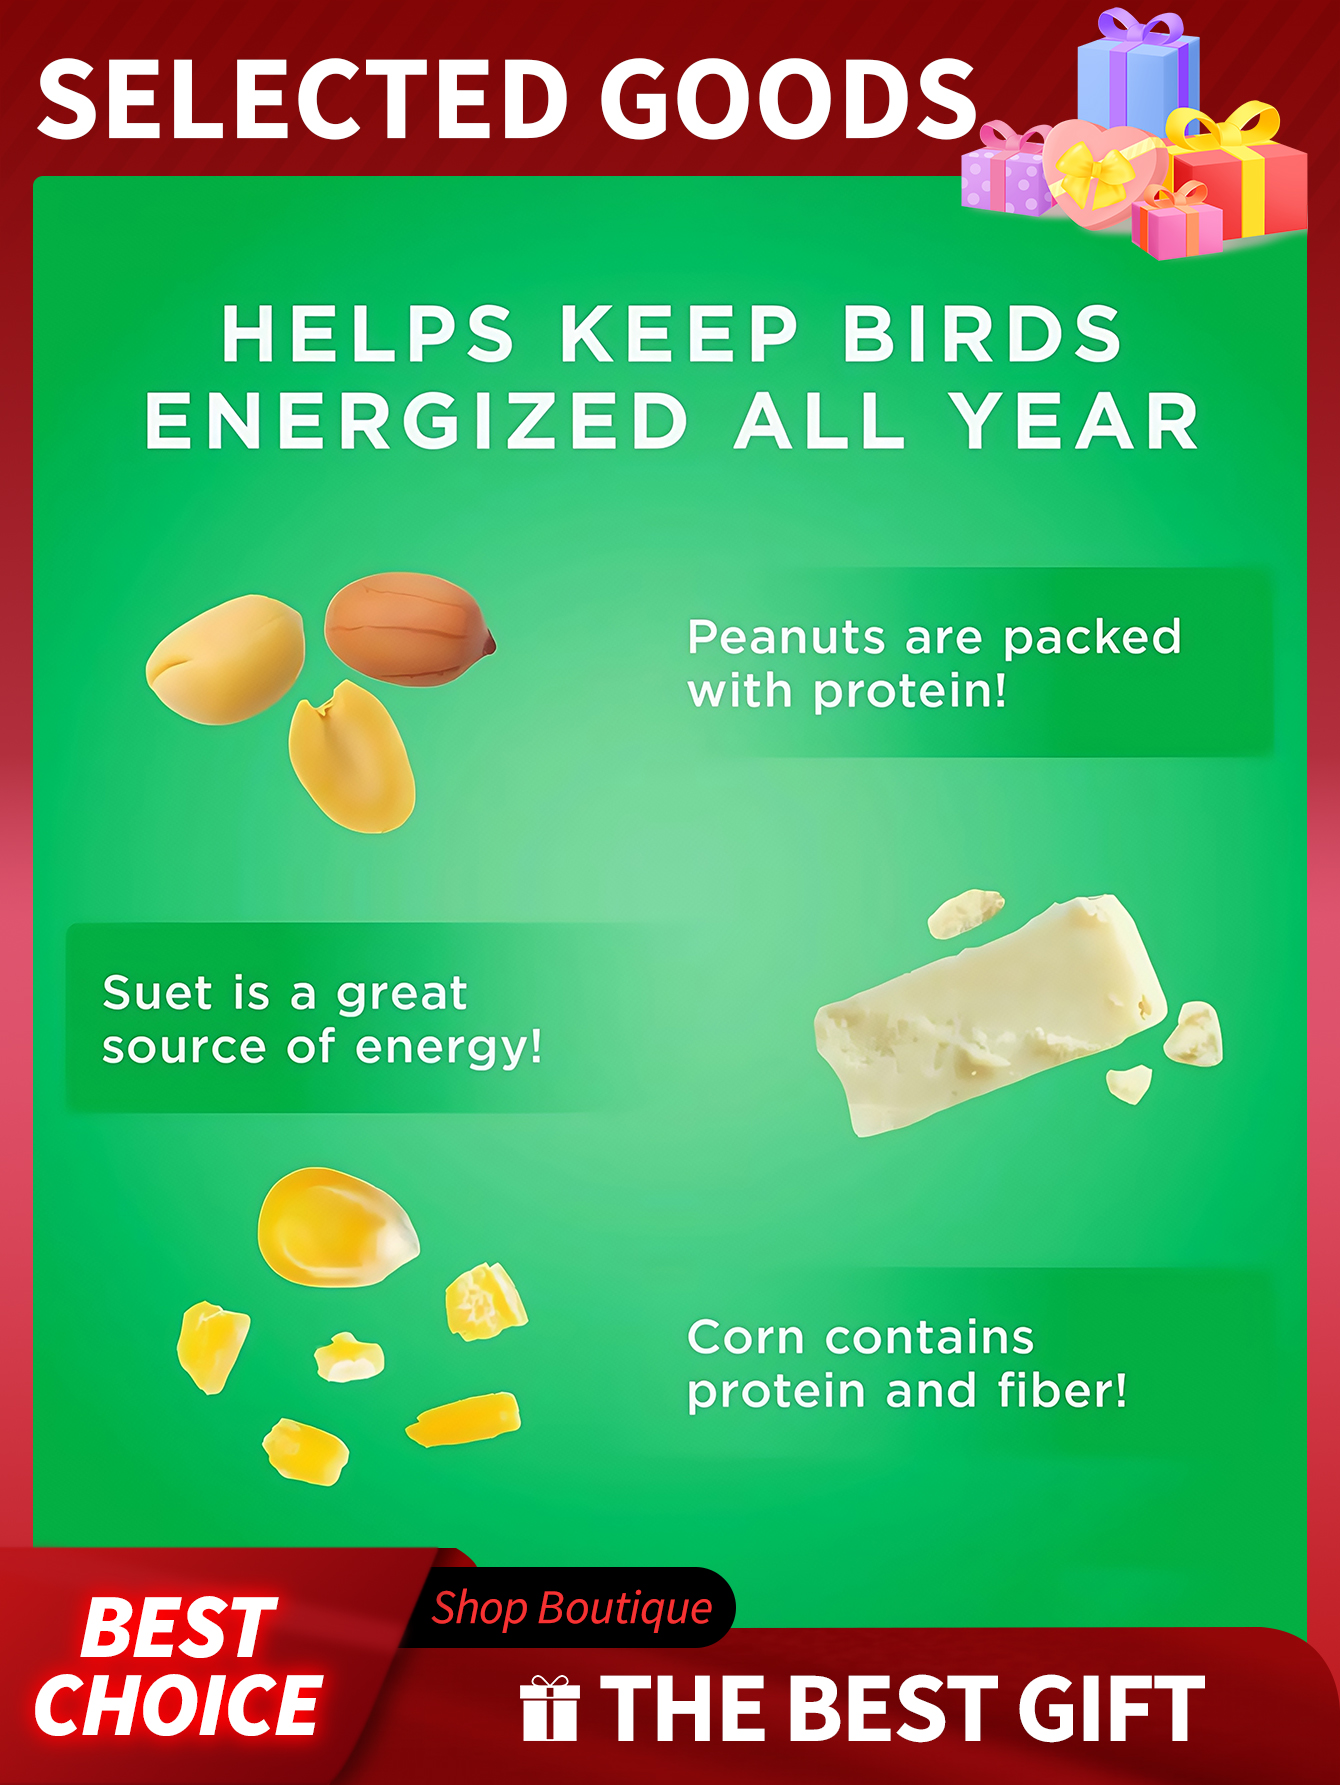 SELECTED GOODS
HELPS KEEP BIRDS
ENERGIZED ALL YEAR
Peanuts are packed
with protein!
Suet is a great
source of energy!
Corn contains
protein and fiber!
BEST
CHOICE
Shop Boutique
THE BEST GIFT